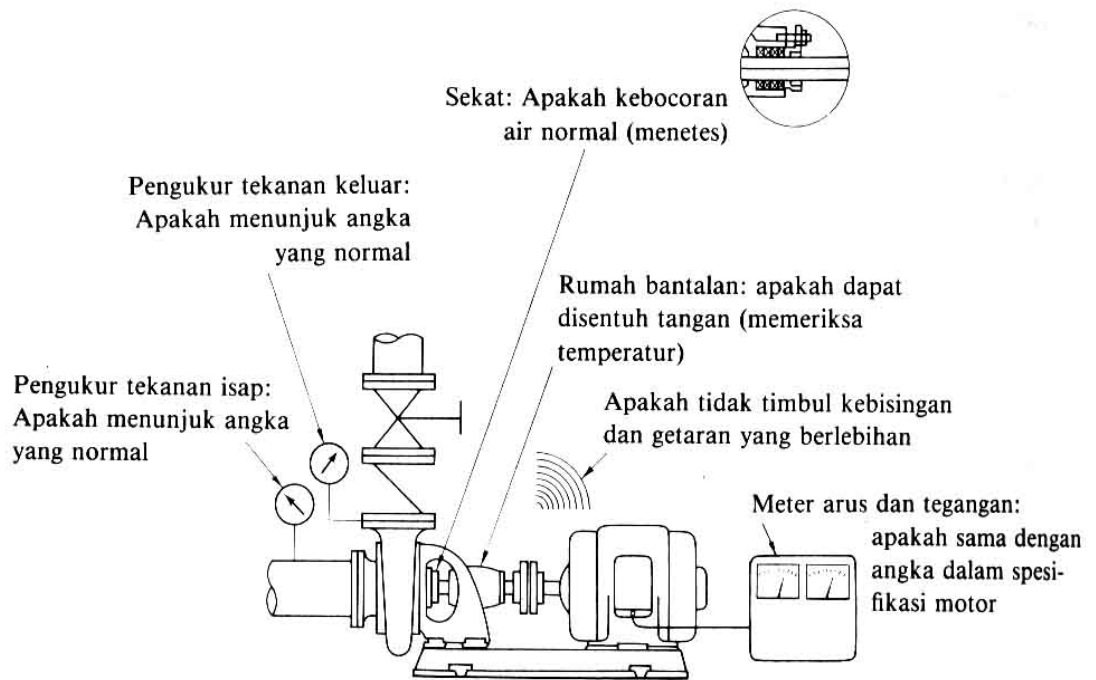 Sekat: Apakah kebocoran
air normal (menetes)
Pengukur tekanan keluar:
Apakah menunjuk angka
yang normal
Rumah bantalan: apakah dapat
disentuh tangan (memeriksa
temperatur)
Pengukur tekanan isap:
Apakah menunjuk angka
yang normal
Apakah tidak timbul kebisingan
dan getaran yang berlebihan
Meter arus dan tegangan:
apakah sama dengan
angka dalam spesi-
fikasi motor